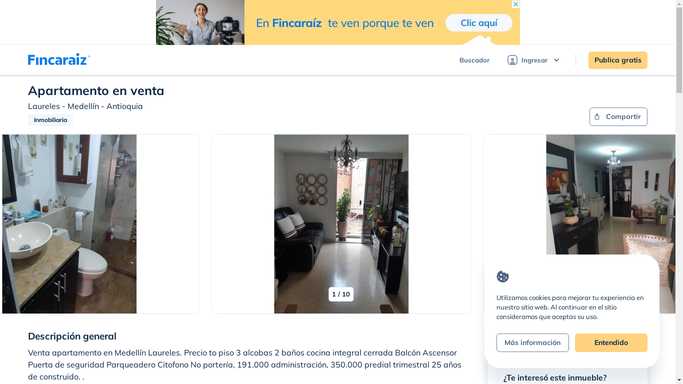 En Fincaraíz te ven porque te ven
Clic aquí
Fincaraiz
Buscador
Ingresar
Publica gratis
Apartamento en venta
Laureles - Medellín - Antioquia
Inmobiliaria
Compartir
1 / 10
Utilizamos cookies para mejorar tu experiencia en
nuestro sitio web. Al continuar en el sitio
consideramos que aceptas su uso.
Más información
Entendido
Descripción general
Venta apartamento en Medellín Laureles. Precio to piso 3 alcobas 2 baños cocina integral cerrada Balcón Ascensor
Puerta de seguridad Parqueadero Citofono No portería, 191,000 administración, 350.000 predial trimestral 25 años
de construido. .
¿Te interesó este inmueble?